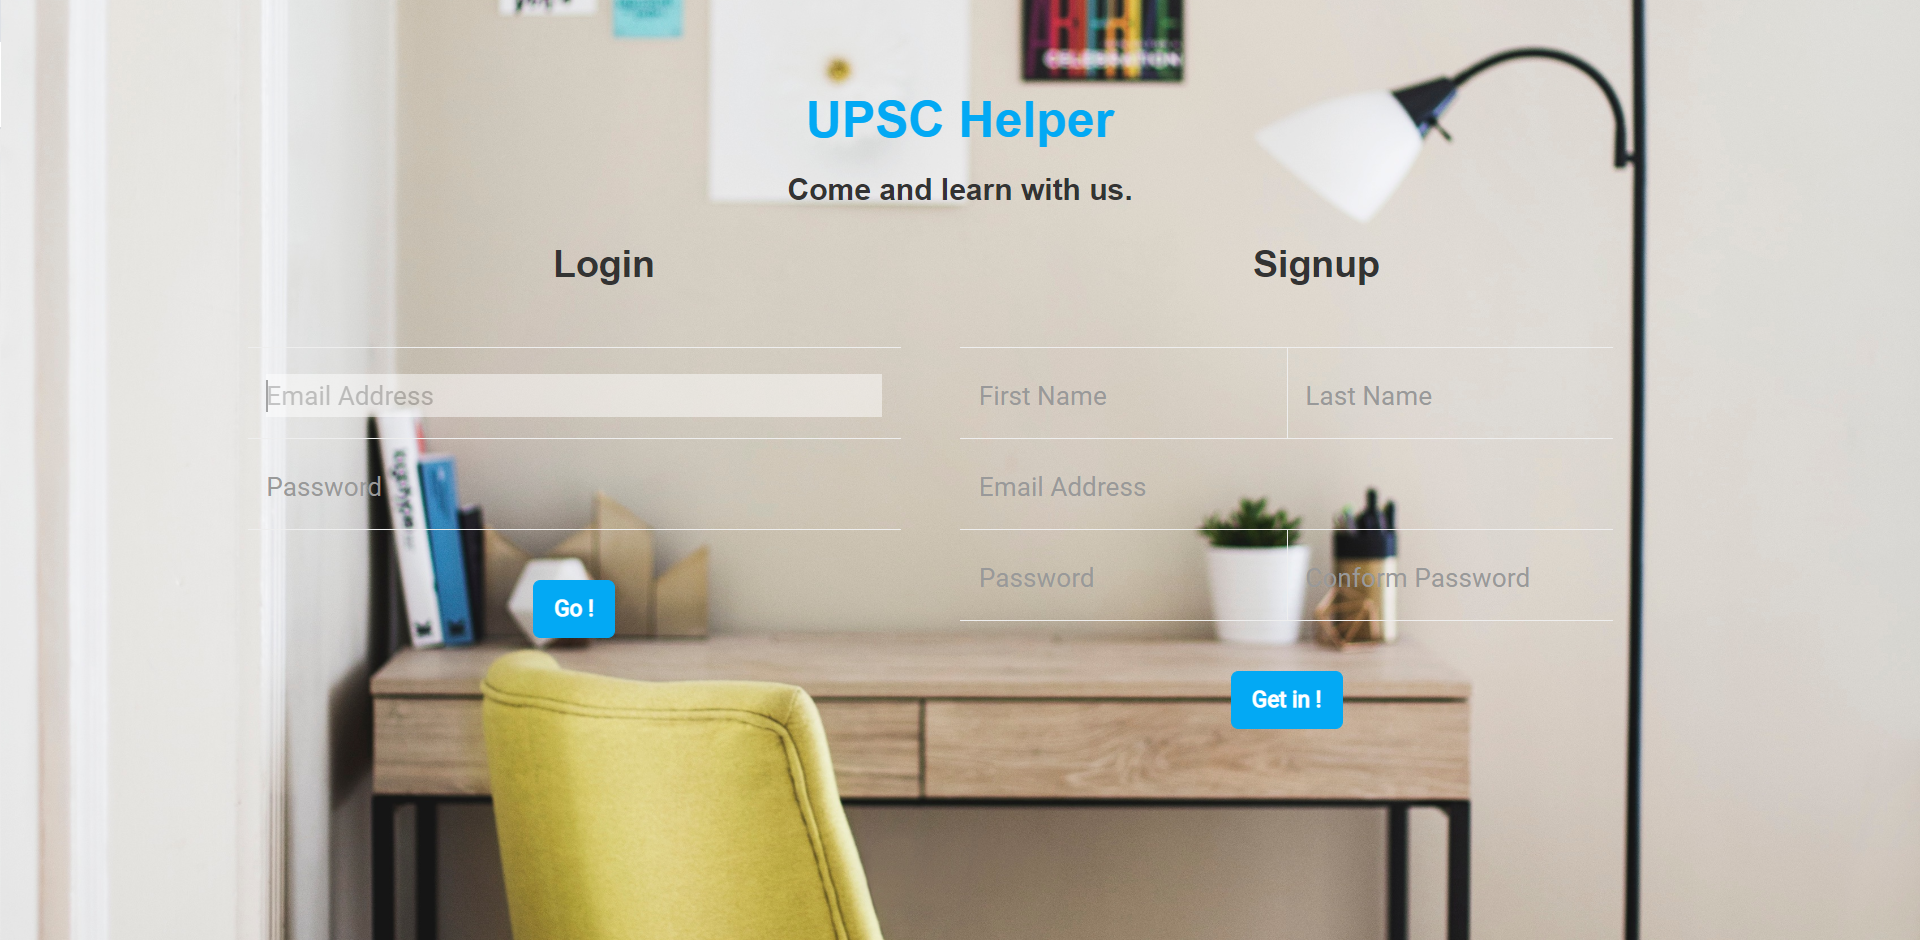 CELEBRATION
UPSC Helper
Come and learn with us.
Login
Signup
Email Address
Password
Go !
First Name
Last Name
Email Address
Password
Conform Password
Get in !